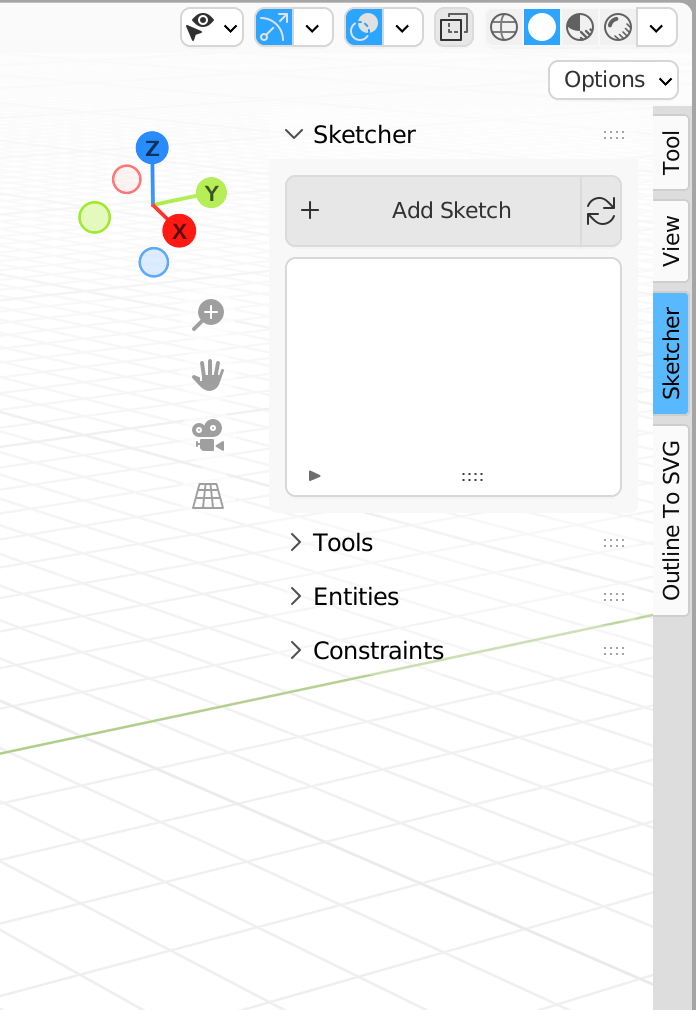 Options
Sketcher
Z
Y
X
+ Add Sketch
Tools
Entities
Constraints
Tool
View
Sketcher
Outline To SVG